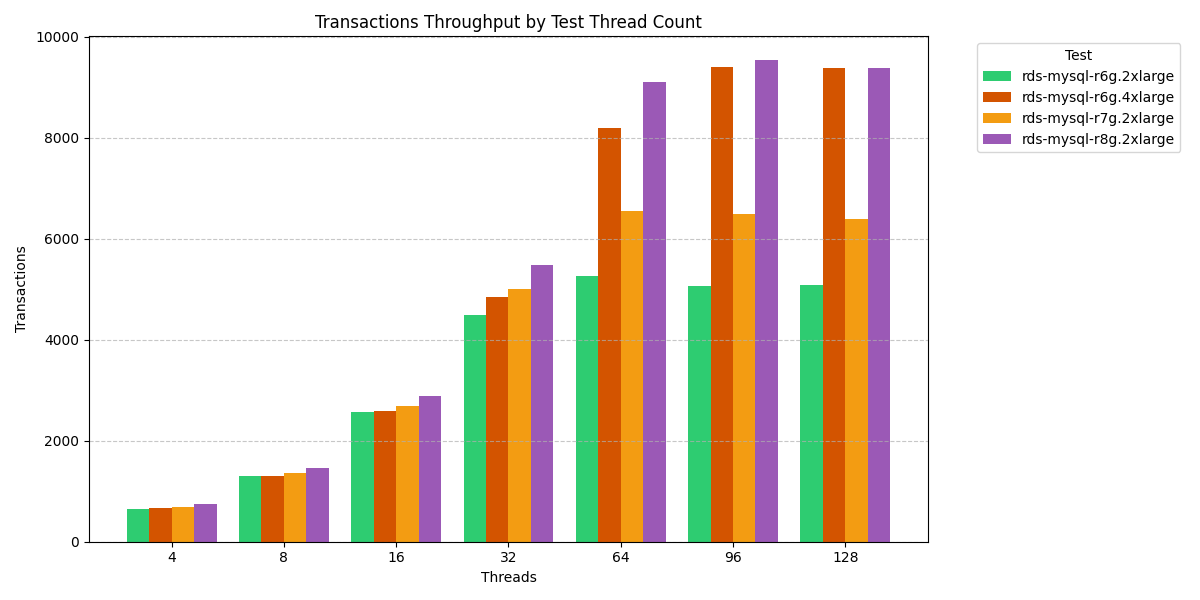 Transactions Throughput by Test Thread Count
Transactions
10000
8000
6000
4000
2000
0
4 8 16 32 64 96 128
Threads
Test
rds-mysql-r6g.2xlarge
rds-mysql-r6g.4xlarge
rds-mysql-r7g.2xlarge
rds-mysql-r8g.2xlarge